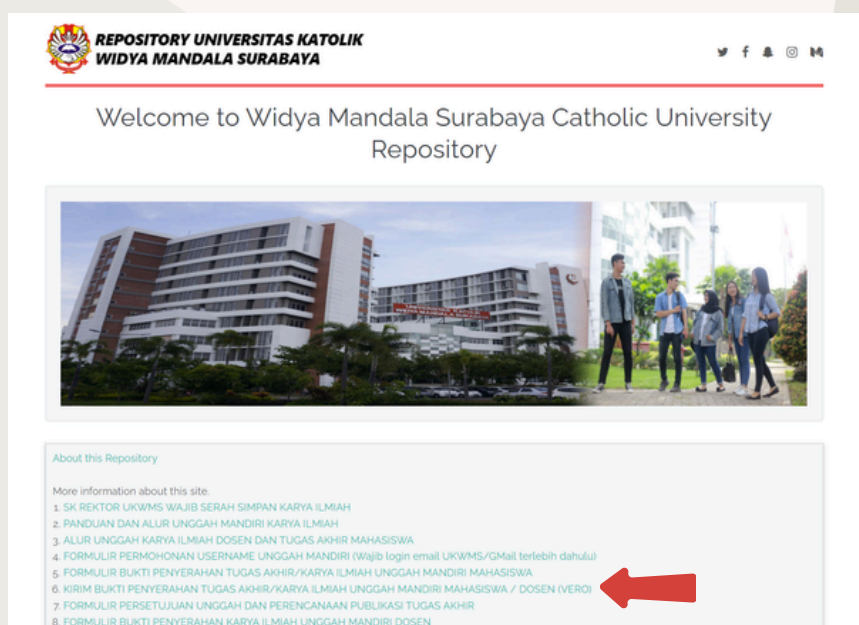 REPOSITORY UNIVERSITAS KATOLIK
WIDYA MANDALA SURABAYA
Welcome to Widya Mandala Surabaya Catholic University
Repository
About this Repository
More information about this site.
1. SK REKTOR UKWMS WAJIB SERAH SIMPAN KARYA ILMIAH
2. PANDUAN DAN ALUR UNGGAH MANDIRI KARYA ILMIAH
3. ALUR UNGGAH KARYA ILMIAH DOSEN DAN TUGAS AKHIR MAHASISWA
4. FORMULIR PERMOHONAN USERNAME UNGGAH MANDIRI (Wajib login email UKWMS/GMail terlebih dahulu)
5. FORMULIR BUKTI PENYERAHAN TUGAS AKHIR/KARYA ILMIAH UNGGAH MANDIRI MAHASISWA
6. KIRIM BUKTI PENYERAHAN TUGAS AKHIR/KARYA ILMIAH UNGGAH MANDIRI MAHASISWA / DOSEN (VERO)
7. FORMULIR PERSETUJUAN UNGGAH DAN PERENCANAAN PUBLIKASI TUGAS AKHIR
8. FORMULIR BUKTI PENYERAHAN KARYA ILMIAH UNGGAH MANDIRI DOSEN